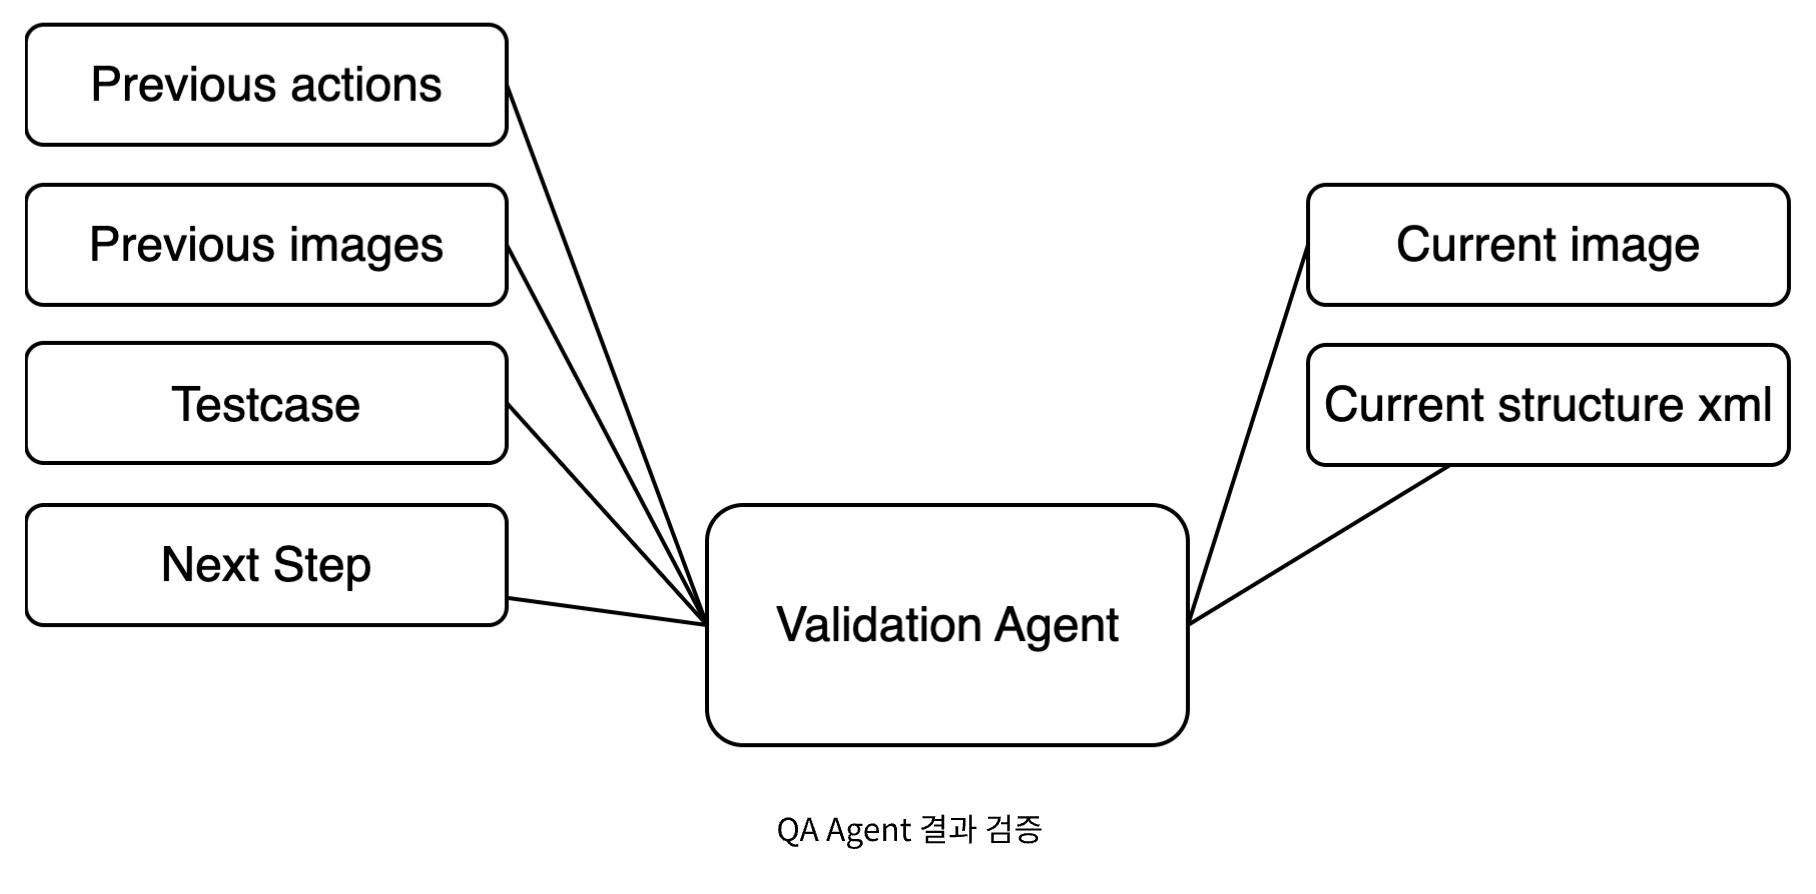 Previous actions
Previous images
Testcase
Next Step
Validation Agent
Current image
Current structure xml
QA Agent 결과 검증